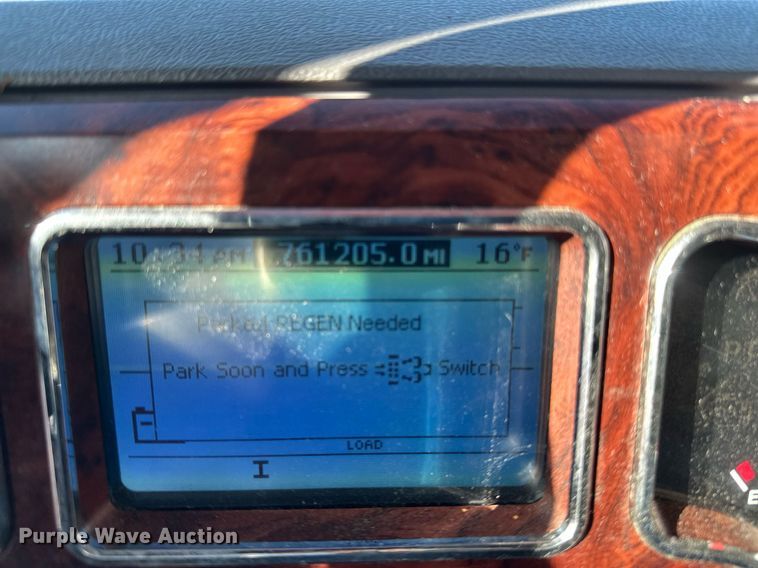 10:34 AM 761205.0 MI 16°F
Parked REGEN Needed
Park Soon and Press Switch
LOAD
I
E
Purple Wave Auction